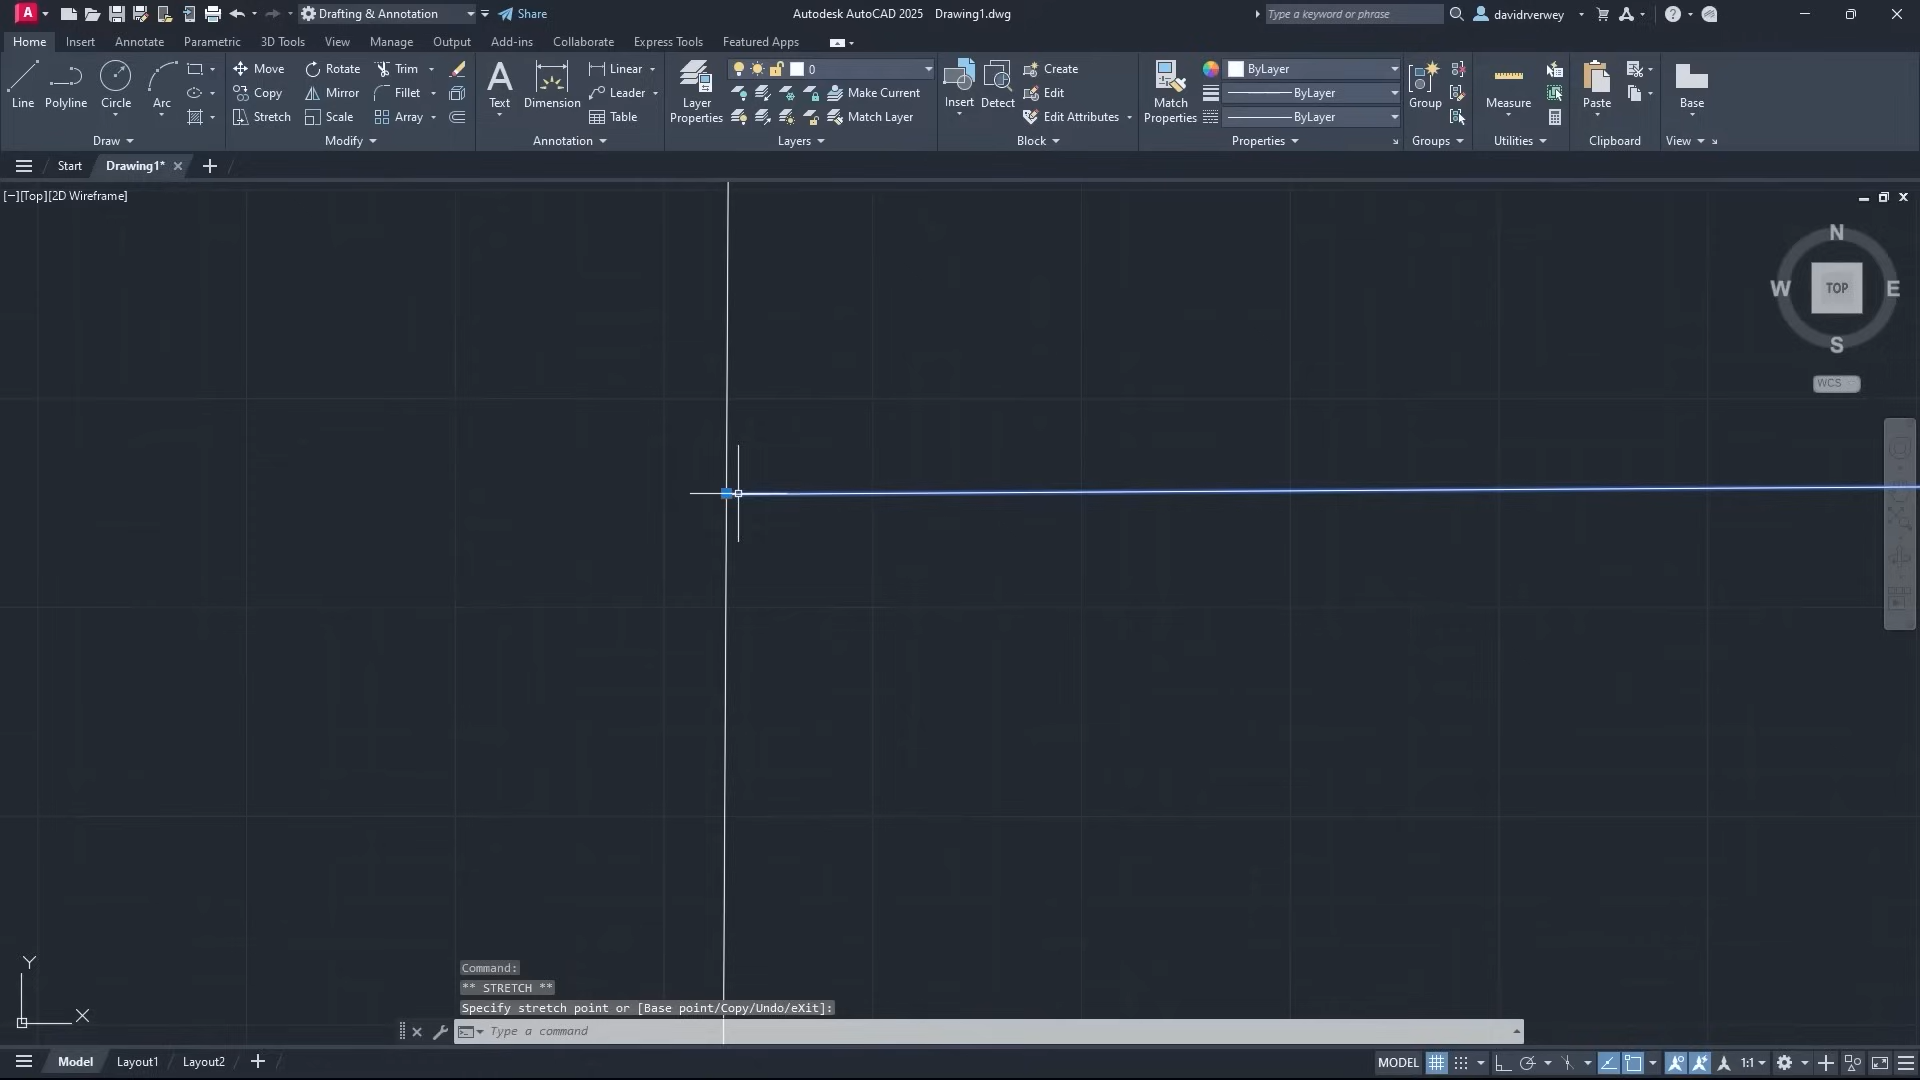 A Drafting & Annotation Share Autodesk AutoCAD 2025 Drawing1.dwg Type a keyword or phrase davidrverwey
Home Insert Annotate Parametric 3D Tools View Manage Output Add-ins Collaborate Express Tools Featured Apps
Line Polyline Circle Arc
Move Rotate Trim
Copy Mirror Fillet
Stretch Scale Array
Text Dimension
Linear
Leader
Table
Layer Properties
0
Make Current
Match Layer
Insert Detect
Create
Edit
Edit Attributes
Match Properties
ByLayer
ByLayer
ByLayer
Group Measure Paste Base
Draw Modify Annotation Layers Block Properties Groups Utilities Clipboard View
Start Drawing1*
[−][Top][2D Wireframe]
N
W TOP E
S
WCS
Y
X
Command:
** STRETCH **
Specify stretch point or [Base point/Copy/Undo/eXit]:
Type a command
Model Layout1 Layout2 MODEL 1:1